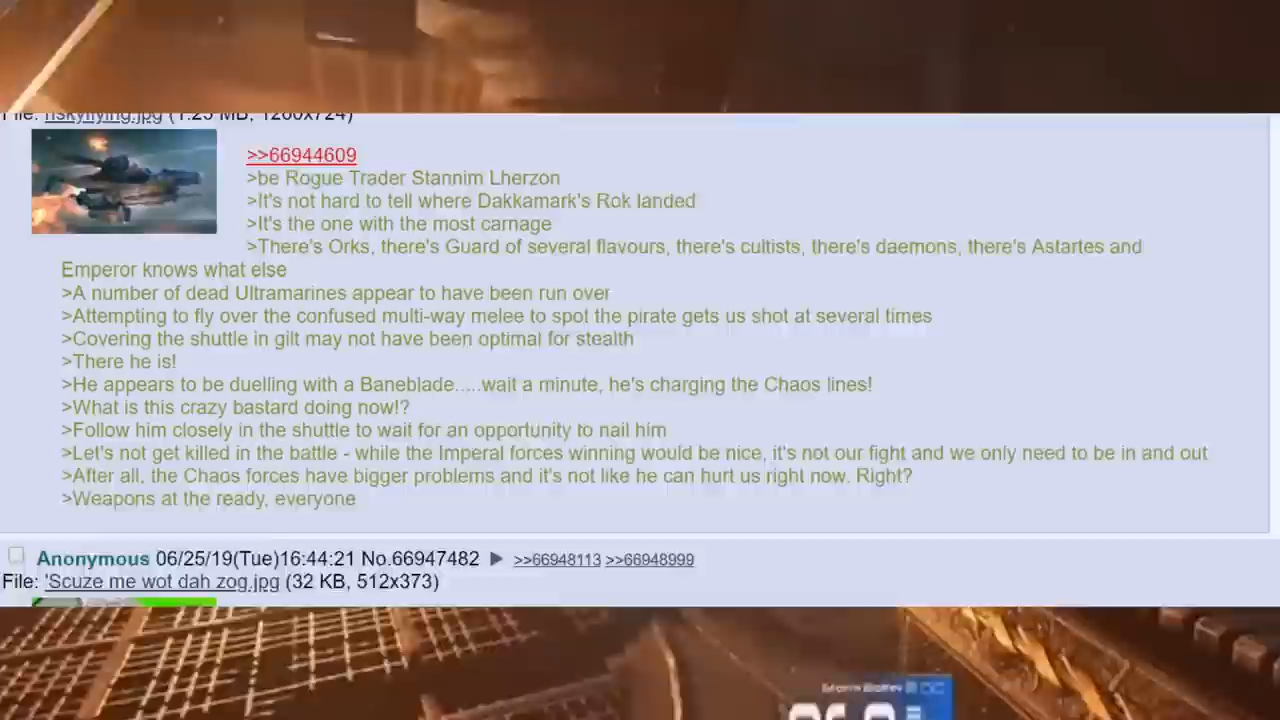 File: riskyflying.jpg (1.25 MB, 1280x724)
>>66944609
>be Rogue Trader Stannim Lherzon
>It's not hard to tell where Dakkamark's Rok landed
>It's the one with the most carnage
>There's Orks, there's Guard of several flavours, there's cultists, there's daemons, there's Astartes and
Emperor knows what else
>A number of dead Ultramarines appear to have been run over
>Attempting to fly over the confused multi-way melee to spot the pirate gets us shot at several times
>Covering the shuttle in gilt may not have been optimal for stealth
>There he is!
>He appears to be duelling with a Baneblade.....wait a minute, he's charging the Chaos lines!
>What is this crazy bastard doing now!?
>Follow him closely in the shuttle to wait for an opportunity to nail him
>Let's not get killed in the battle - while the Imperial forces winning would be nice, it's not our fight and we only need to be in and out
>After all, the Chaos forces have bigger problems and it's not like he can hurt us right now. Right?
>Weapons at the ready, everyone
Anonymous 06/25/19(Tue)16:44:21 No.66947482 ▶ >>66948113 >>66948999
File: 'Scuze me wot dah zog.jpg (32 KB, 512x373)